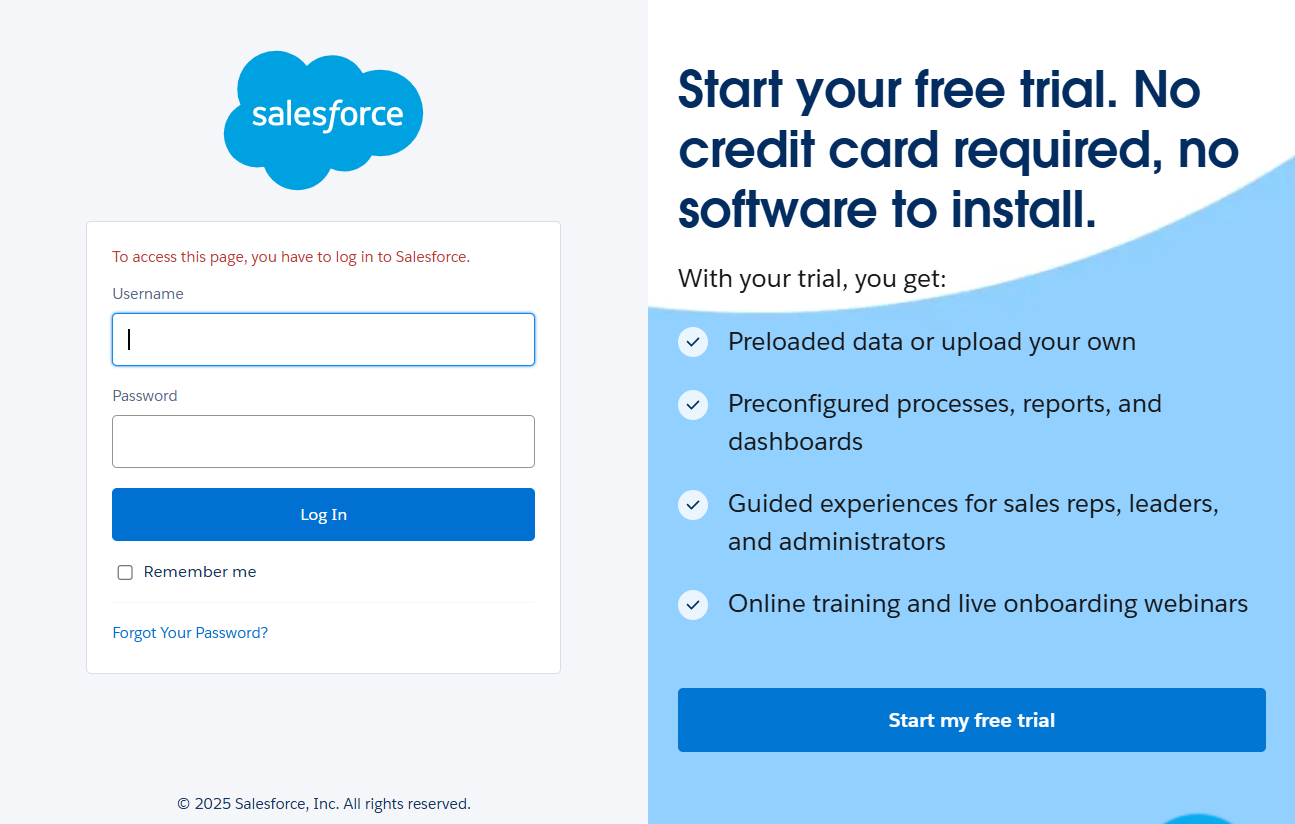 salesforce
To access this page, you have to log in to Salesforce.
Username
Password
Log In
Remember me
Forgot Your Password?
© 2025 Salesforce, Inc. All rights reserved.
Start your free trial. No
credit card required, no
software to install.
With your trial, you get:
Preloaded data or upload your own
Preconfigured processes, reports, and
dashboards
Guided experiences for sales reps, leaders,
and administrators
Online training and live onboarding webinars
Start my free trial